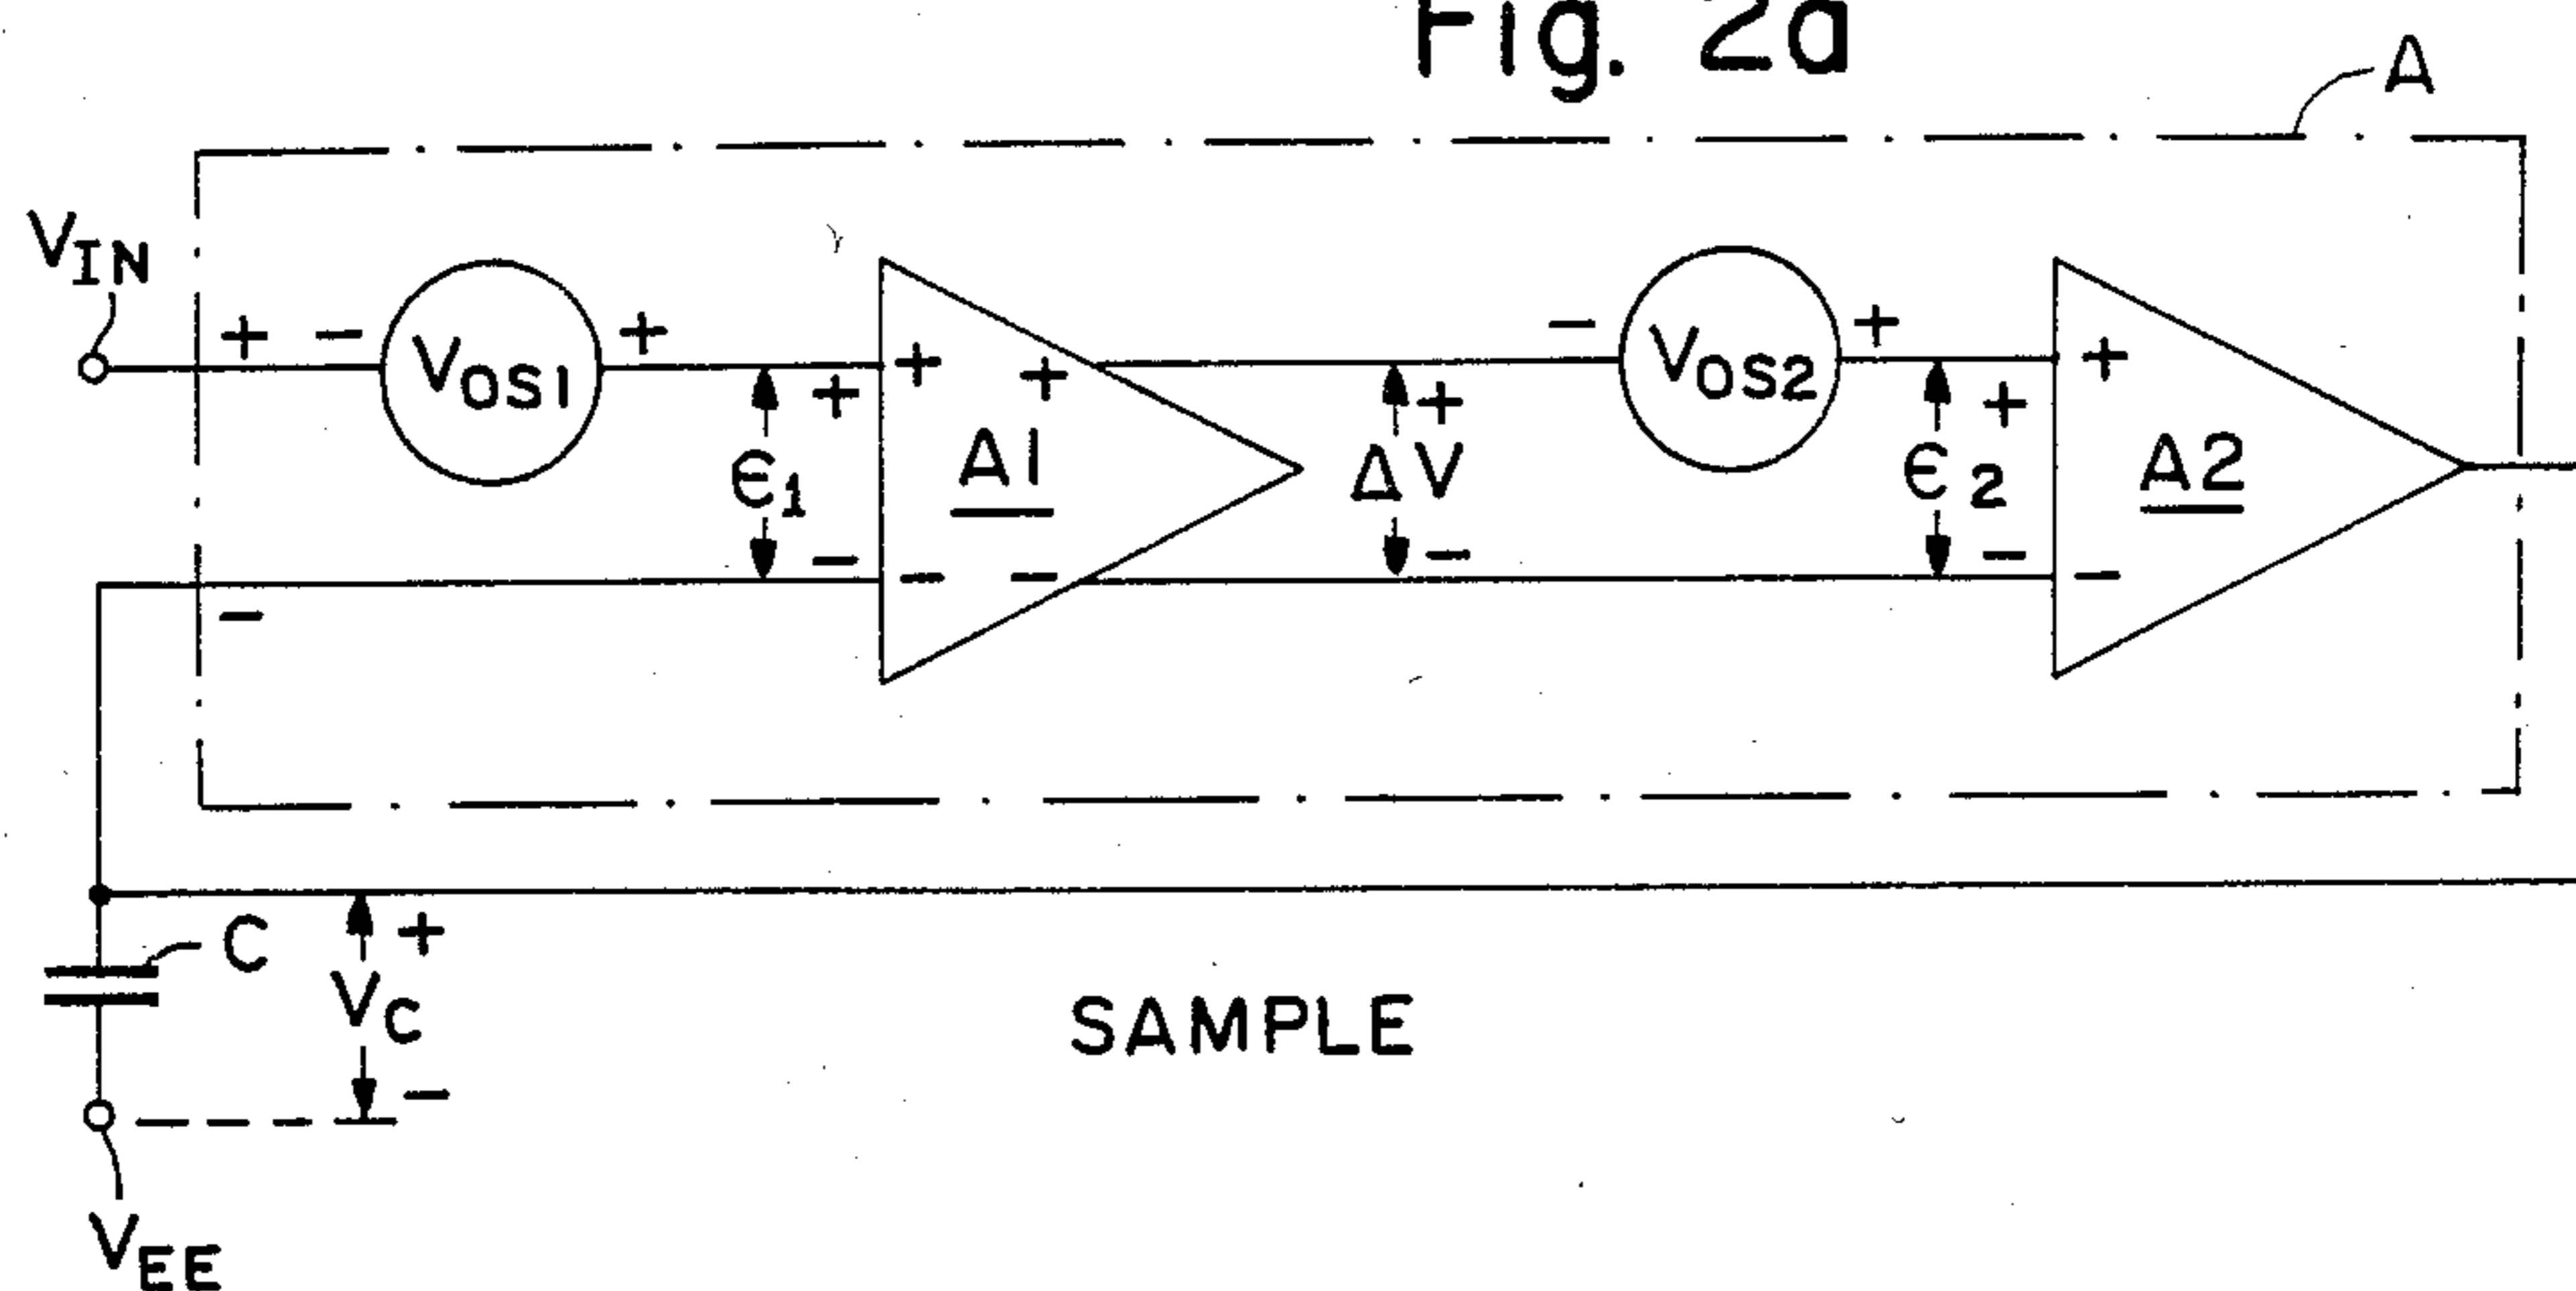 Fig. 2a
A
VIN
+ - VOS1 + + + - VOS2 + +
+ + +
ϵ1 A1 ΔV ϵ2 A2
- - - - - -
-
C + VC -
SAMPLE
VEE